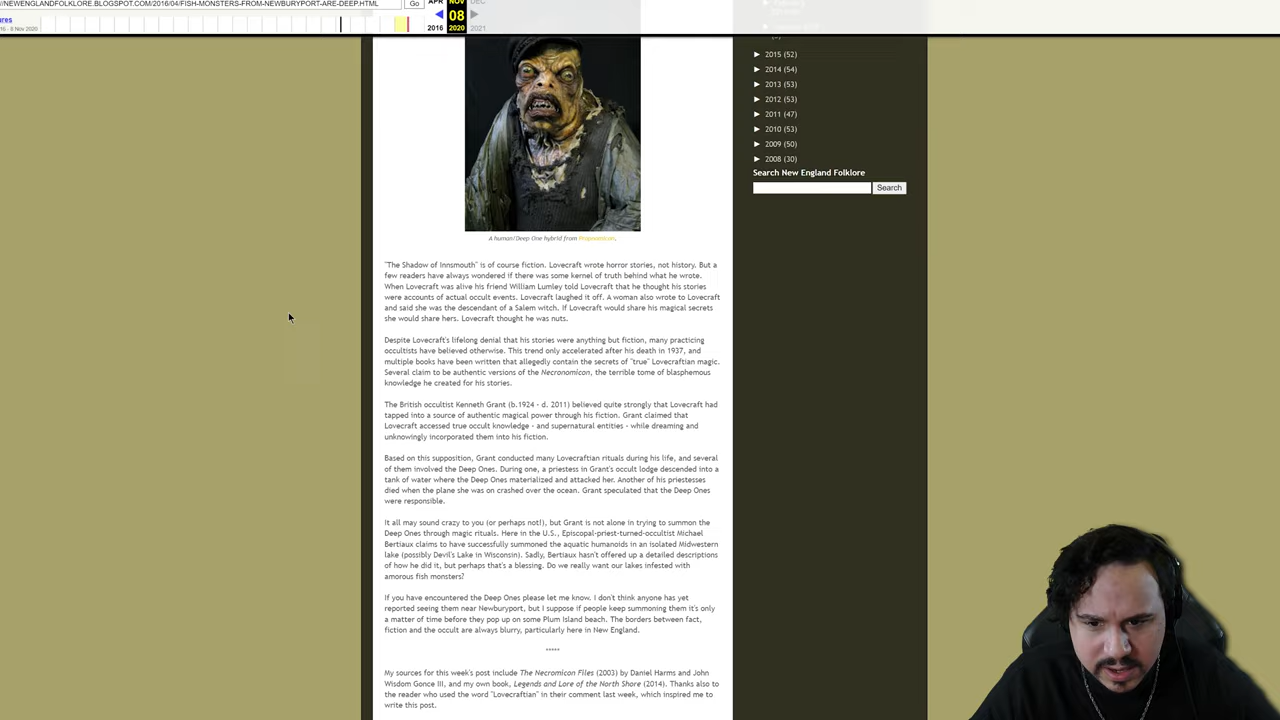 ://NEWENGLANDFOLKLORE.BLOGSPOT.COM/2016/04/FISH-MONSTERS-FROM-NEWBURYPORT-ARE-DEEP.HTML Go
APR NOV DEC
08
2016 2020 2021
ures
16 - 8 Nov 2020
► 2015 (52)
► 2014 (54)
► 2013 (53)
► 2012 (53)
► 2011 (47)
► 2010 (53)
► 2009 (50)
► 2008 (30)
Search New England Folklore
Search
A human/Deep One hybrid from Propnomicon.
"The Shadow of Innsmouth" is of course fiction. Lovecraft wrote horror stories, not history. But a
few readers have always wondered if there was some kernel of truth behind what he wrote.
When Lovecraft was alive his friend William Lumley told Lovecraft that he thought his stories
were accounts of actual occult events. Lovecraft laughed it off. A woman also wrote to Lovecraft
and said she was the descendant of a Salem witch. If Lovecraft would share his magical secrets
she would share hers. Lovecraft thought he was nuts.
Despite Lovecraft's lifelong denial that his stories were anything but fiction, many practicing
occultists have believed otherwise. This trend only accelerated after his death in 1937, and
multiple books have been written that allegedly contain the secrets of "true" Lovecraftian magic.
Several claim to be authentic versions of the Necronomicon, the terrible tome of blasphemous
knowledge he created for his stories.
The British occultist Kenneth Grant (b.1924 - d. 2011) believed quite strongly that Lovecraft had
tapped into a source of authentic magical power through his fiction. Grant claimed that
Lovecraft accessed true occult knowledge - and supernatural entities - while dreaming and
unknowingly incorporated them into his fiction.
Based on this supposition, Grant conducted many Lovecraftian rituals during his life, and several
of them involved the Deep Ones. During one, a priestess in Grant's occult lodge descended into a
tank of water where the Deep Ones materialized and attacked her. Another of his priestesses
died when the plane she was on crashed over the ocean. Grant speculated that the Deep Ones
were responsible.
It all may sound crazy to you (or perhaps not!), but Grant is not alone in trying to summon the
Deep Ones through magic rituals. Here in the U.S., Episcopal-priest-turned-occultist Michael
Bertiaux claims to have successfully summoned the aquatic humanoids in an isolated Midwestern
lake (possibly Devil's Lake in Wisconsin). Sadly, Bertiaux hasn't offered up a detailed descriptions
of how he did it, but perhaps that's a blessing. Do we really want our lakes infested with
amorous fish monsters?
If you have encountered the Deep Ones please let me know. I don't think anyone has yet
reported seeing them near Newburyport, but I suppose if people keep summoning them it's only
a matter of time before they pop up on some Plum Island beach. The borders between fact,
fiction and the occult are always blurry, particularly here in New England.
*****
My sources for this week's post include The Necromican Files (2003) by Daniel Harms and John
Wisdom Gonce III, and my own book, Legends and Lore of the North Shore (2014). Thanks also to
the reader who used the word "Lovecraftian" in their comment last week, which inspired me to
write this post.